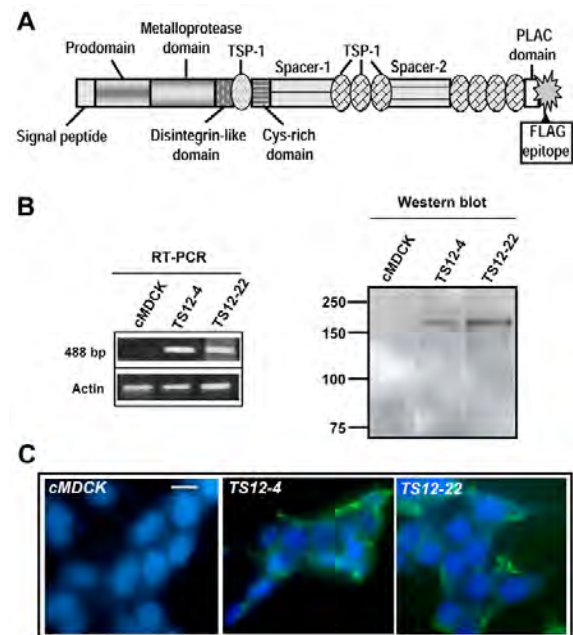 A
Metalloprotease
domain
Prodomain
TSP-1
Spacer-1
TSP-1
Spacer-2
PLAC
domain
Signal peptide
Disintegrin-like
domain
Cys-rich
domain
FLAG
epitope
B
RT-PCR
cMDCK
TS12-4
TS12-22
488 bp
Actin
Western blot
cMDCK
TS12-4
TS12-22
250
150
100
75
C
cMDCK
TS12-4
TS12-22